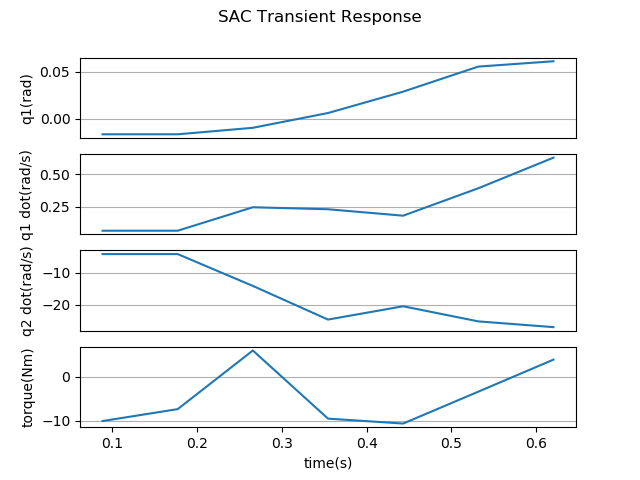 SAC Transient Response
q1(rad)
0.05
0.00
q1 dot(rad/s)
0.50
0.25
q2 dot(rad/s)
−10
−20
torque(Nm)
0
−10
0.1 0.2 0.3 0.4 0.5 0.6
time(s)